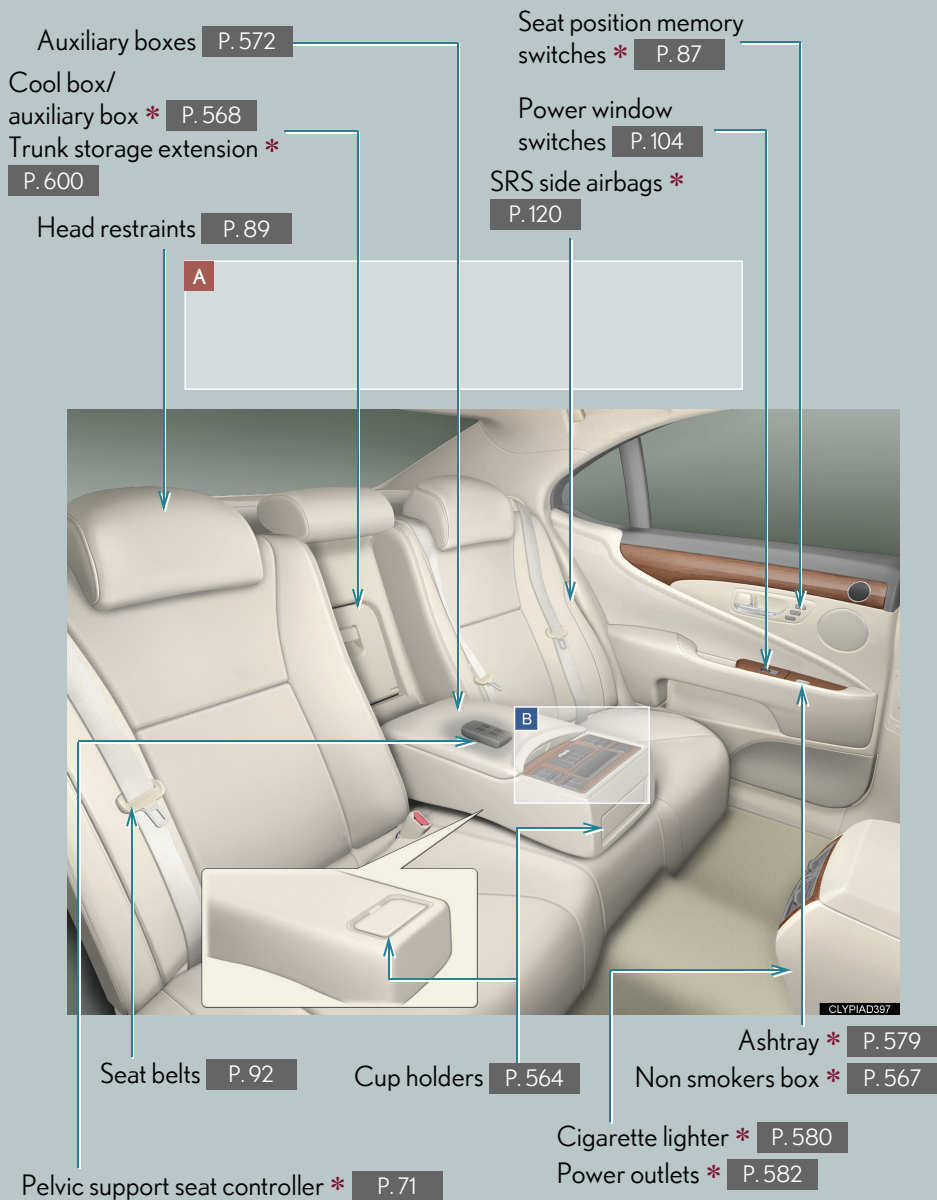 Auxiliary boxes P. 572
Cool box/
auxiliary box * P. 568
Trunk storage extension *
P. 600
Head restraints P. 89
Seat position memory
switches * P. 87
Power window
switches P. 104
SRS side airbags *
P. 120
A
B
CLYPIAD397
Seat belts P. 92
Cup holders P. 564
Ashtray * P. 579
Non smokers box * P. 567
Cigarette lighter * P. 580
Power outlets * P. 582
Pelvic support seat controller * P. 71